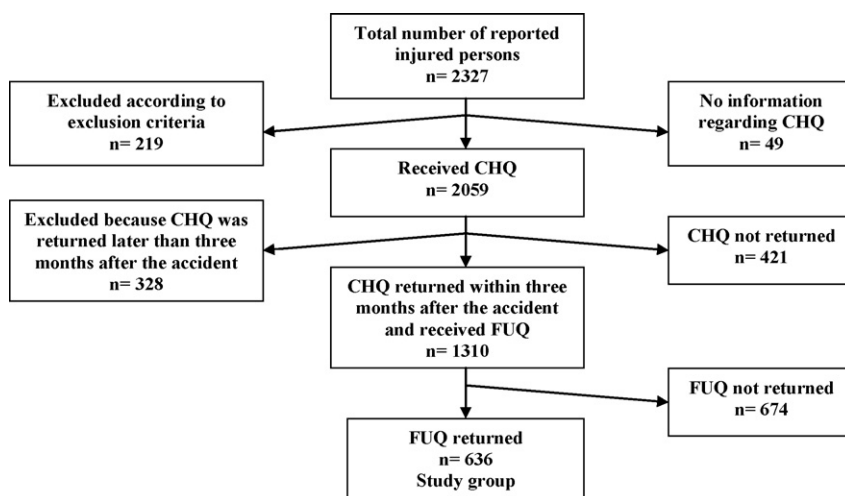 Total number of reported
injured persons
n= 2327
Excluded according to
exclusion criteria
n= 219
No information
regarding CHQ
n= 49
Received CHQ
n= 2059
Excluded because CHQ was
returned later than three
months after the accident
n= 328
CHQ not returned
n= 421
CHQ returned within three
months after the accident
and received FUQ
n= 1310
FUQ not returned
n= 674
FUQ returned
n= 636
Study group